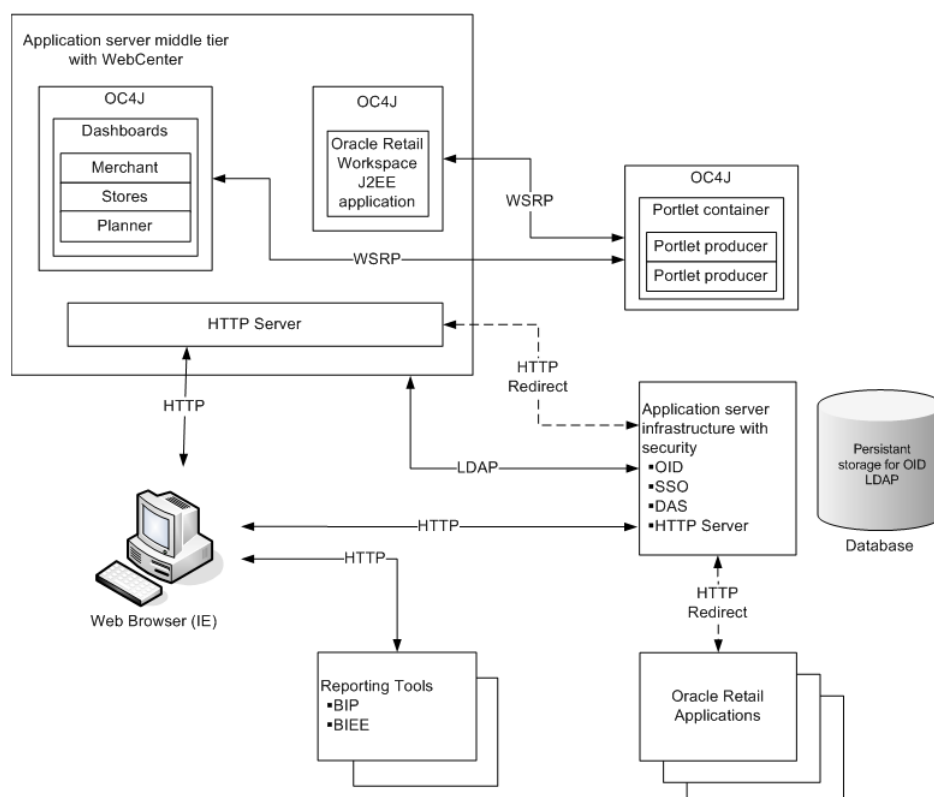 Application server middle tier
with WebCenter
OC4J
Dashboards
Merchant
Stores
Planner
OC4J
Oracle Retail
Workspace
J2EE
application
WSRP
WSRP
OC4J
Portlet container
Portlet producer
Portlet producer
HTTP Server
HTTP
Redirect
HTTP
LDAP
Application server
infrastructure with
security
▪OID
▪SSO
▪DAS
▪HTTP Server
Persistant
storage for OID
LDAP
Database
HTTP
HTTP
Web Browser (IE)
HTTP
Redirect
Reporting Tools
▪BIP
▪BIEE
Oracle Retail
Applications